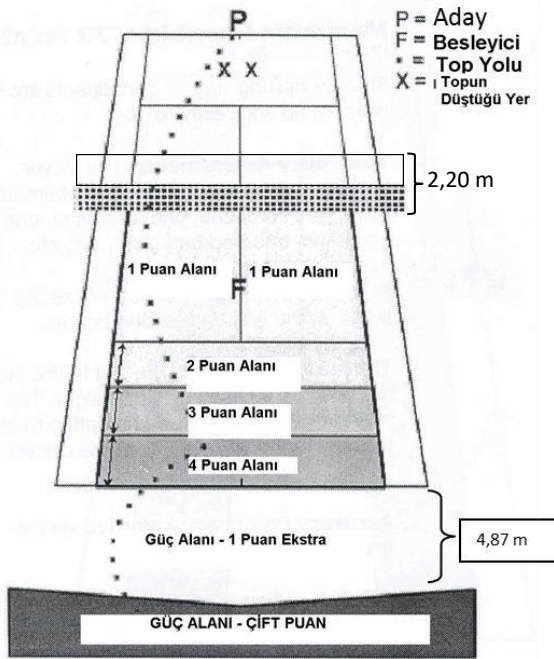 P
P = Aday
F = Besleyici
▪ = Top Yolu
X = ı Topun
Düştüğü Yer
X X
2,20 m
1 Puan Alanı
1 Puan Alanı
F
2 Puan Alanı
3 Puan Alanı
4 Puan Alanı
Güç Alanı - 1 Puan Ekstra
4,87 m
GÜÇ ALANI - ÇİFT PUAN